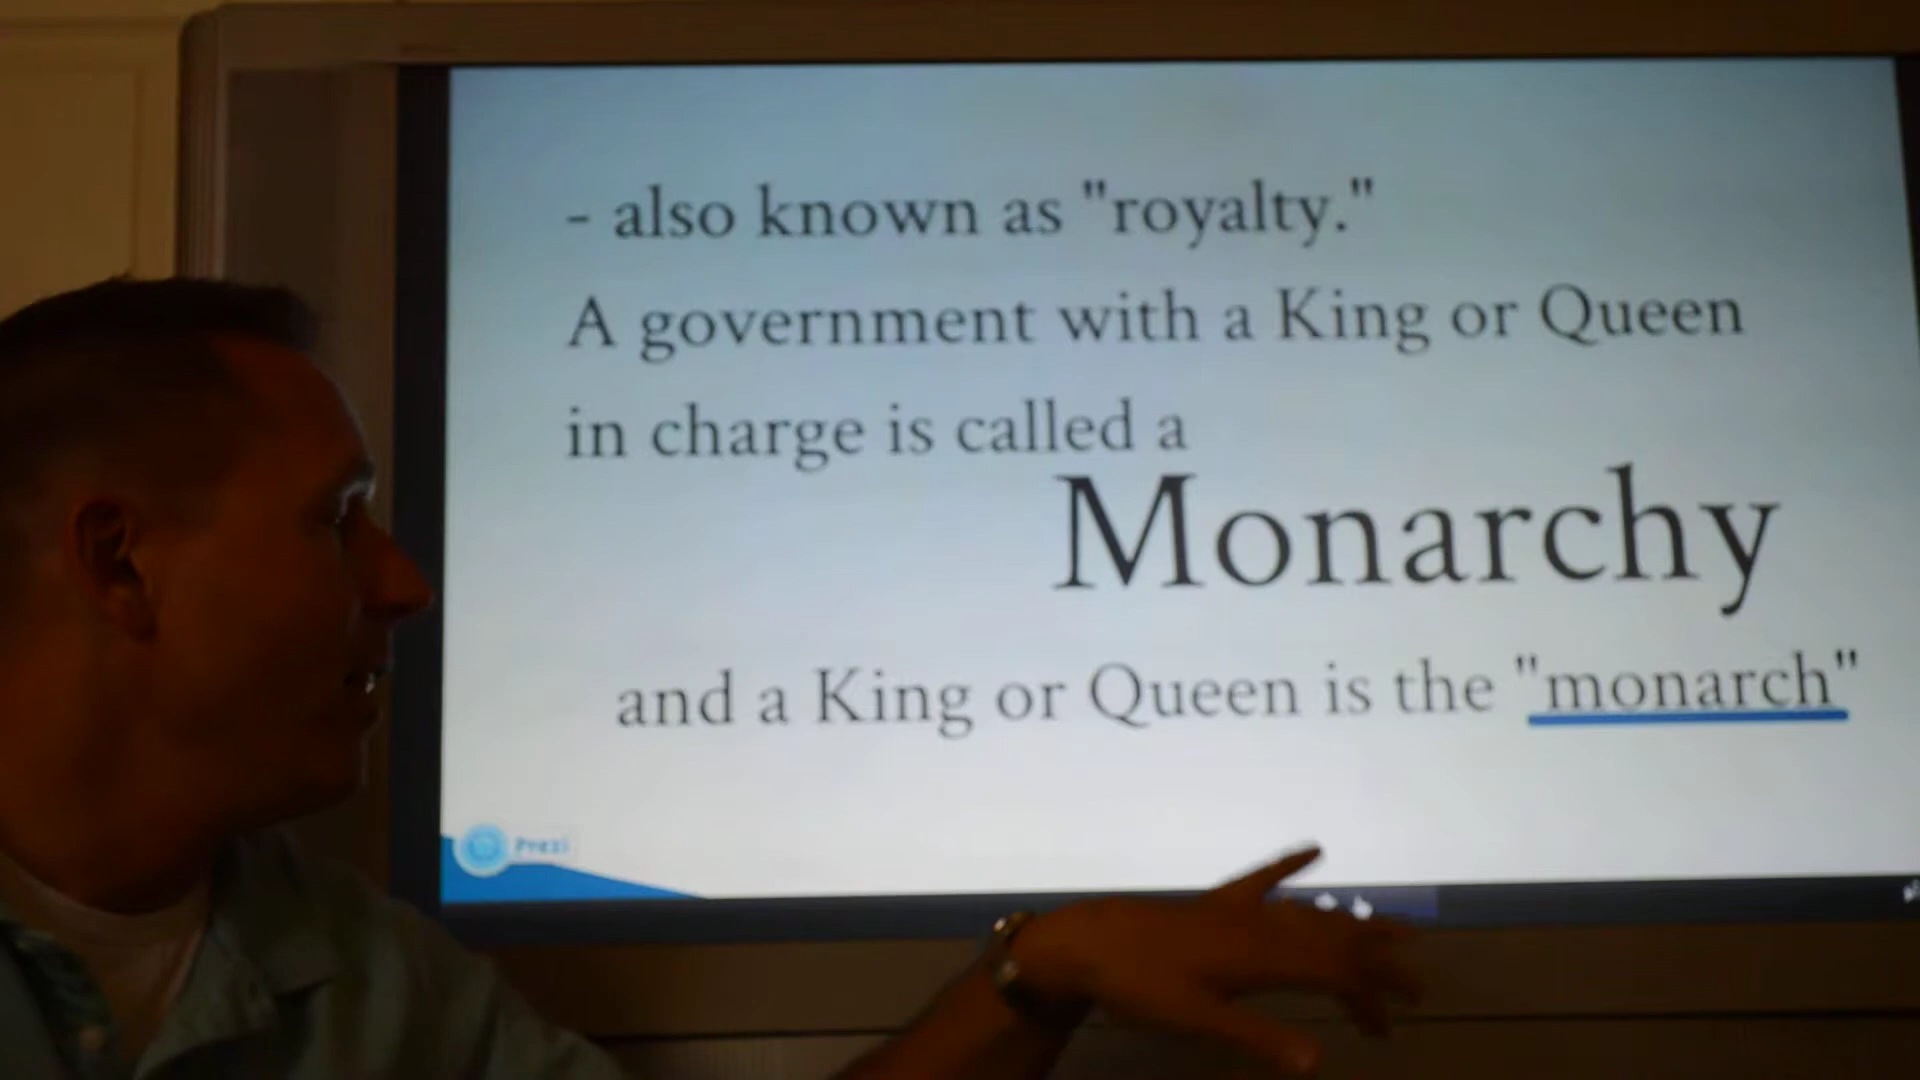 - also known as "royalty."
A government with a King or Queen
in charge is called a
Monarchy
and a King or Queen is the "monarch"
Prezi